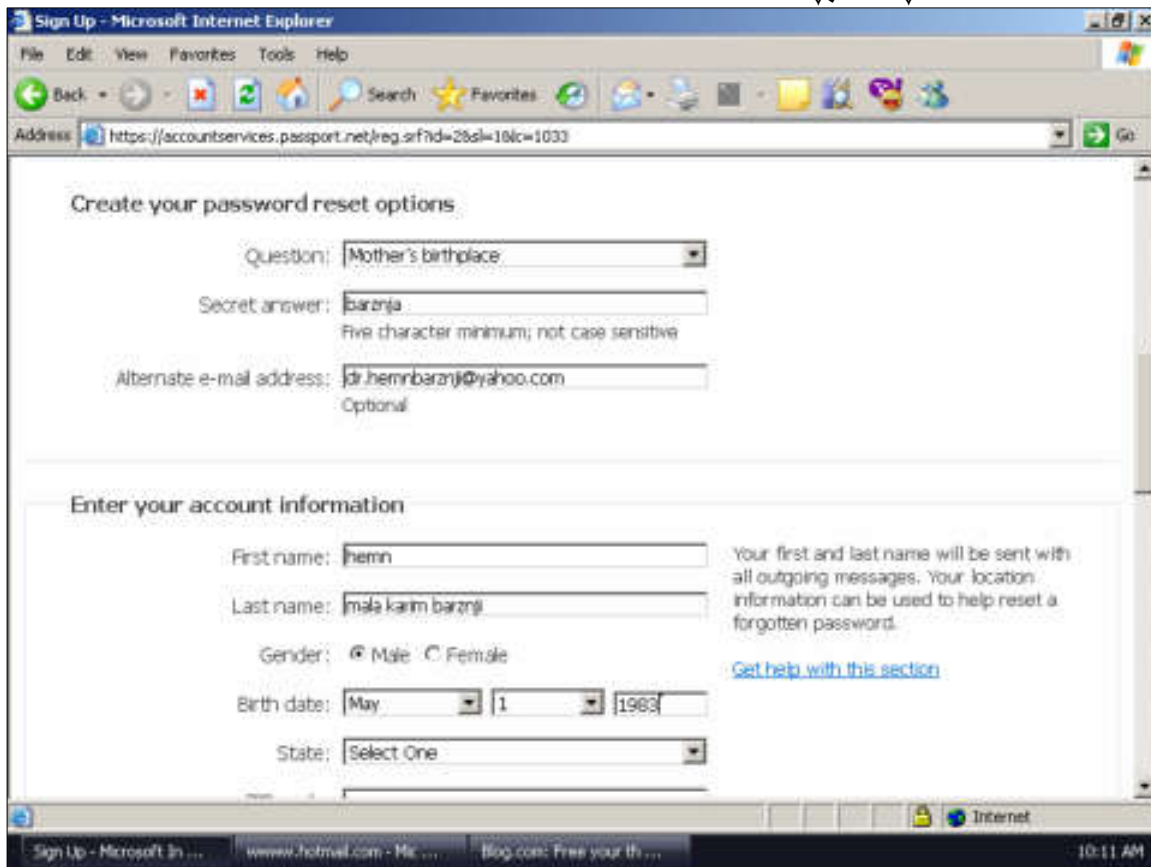 Sign Up - Microsoft Internet Explorer
File Edit View Favorites Tools Help
Back Search Favorites
Address https://accountservices.passport.net/reg.srf?id=2&sl=1&lc=1033 Go
Create your password reset options
Question: Mother's birthplace
Secret answer: barznja
Five character minimum; not case sensitive
Alternate e-mail address: dr.hemnbarznji@yahoo.com
Optional
Enter your account information
First name: hemn
Your first and last name will be sent with
all outgoing messages. Your location
information can be used to help reset a
forgotten password.
Last name: mala karim barznji
Gender: Male Female
Get help with this section
Birth date: May 1 1983
State: Select One
Internet
Sign Up - Microsoft In ... wwww.hotmail.com - Mic ... Blog.com: Free your th ... 10:11 AM